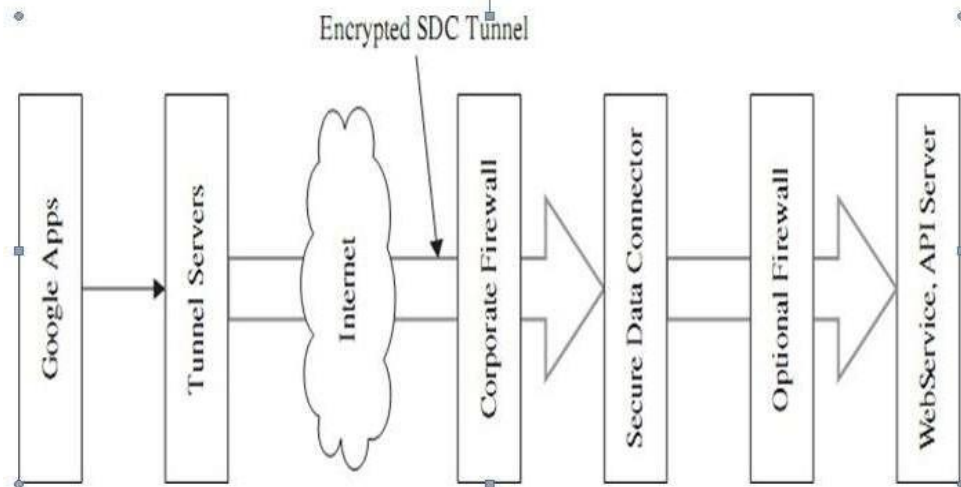 Encrypted SDC Tunnel
Google Apps
Tunnel Servers
Internet
Corporate Firewall
Secure Data Connector
Optional Firewall
WebService, API Server